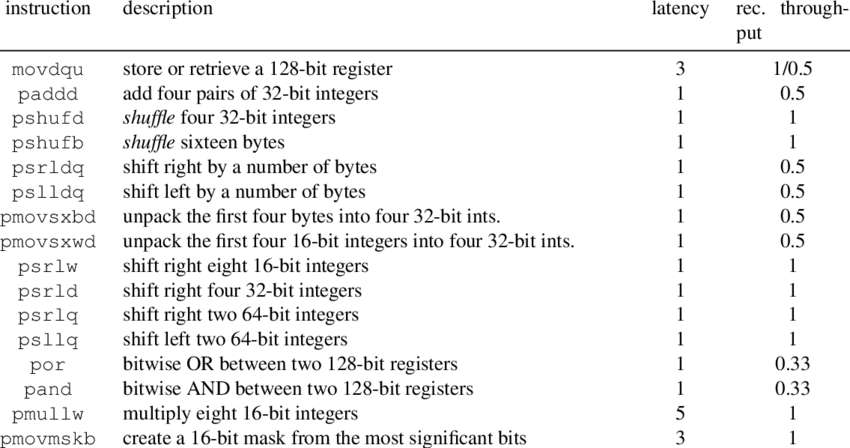 instruction description latency rec. through-
put
movdqu store or retrieve a 128-bit register 3 1/0.5
paddd add four pairs of 32-bit integers 1 0.5
pshufd shuffle four 32-bit integers 1 1
pshufb shuffle sixteen bytes 1 1
psrldq shift right by a number of bytes 1 0.5
pslldq shift left by a number of bytes 1 0.5
pmovsxbd unpack the first four bytes into four 32-bit ints. 1 0.5
pmovsxwd unpack the first four 16-bit integers into four 32-bit ints. 1 0.5
psrlw shift right eight 16-bit integers 1 1
psrld shift right four 32-bit integers 1 1
psrlq shift right two 64-bit integers 1 1
psllq shift left two 64-bit integers 1 1
por bitwise OR between two 128-bit registers 1 0.33
pand bitwise AND between two 128-bit registers 1 0.33
pmullw multiply eight 16-bit integers 5 1
pmovmskb create a 16-bit mask from the most significant bits 3 1